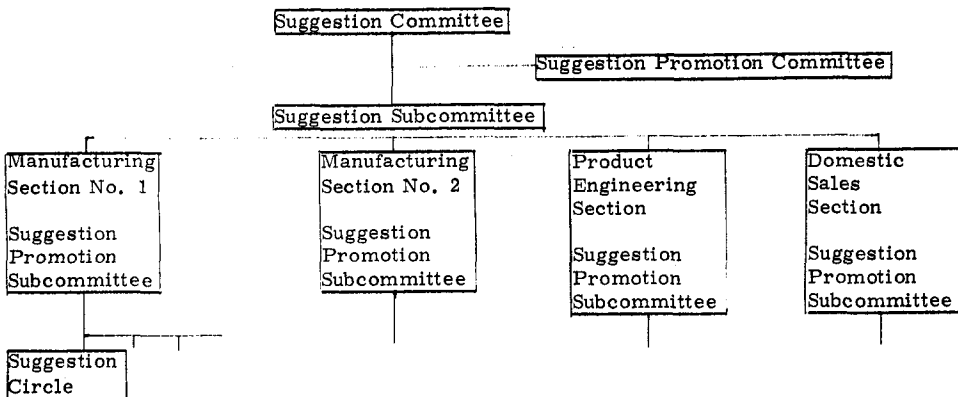 Suggestion Committee
Suggestion Promotion Committee
Suggestion Subcommittee
Manufacturing
Section No. 1
Suggestion
Promotion
Subcommittee
Manufacturing
Section No. 2
Suggestion
Promotion
Subcommittee
Product
Engineering
Section
Suggestion
Promotion
Subcommittee
Domestic
Sales
Section
Suggestion
Promotion
Subcommittee
Suggestion
Circle